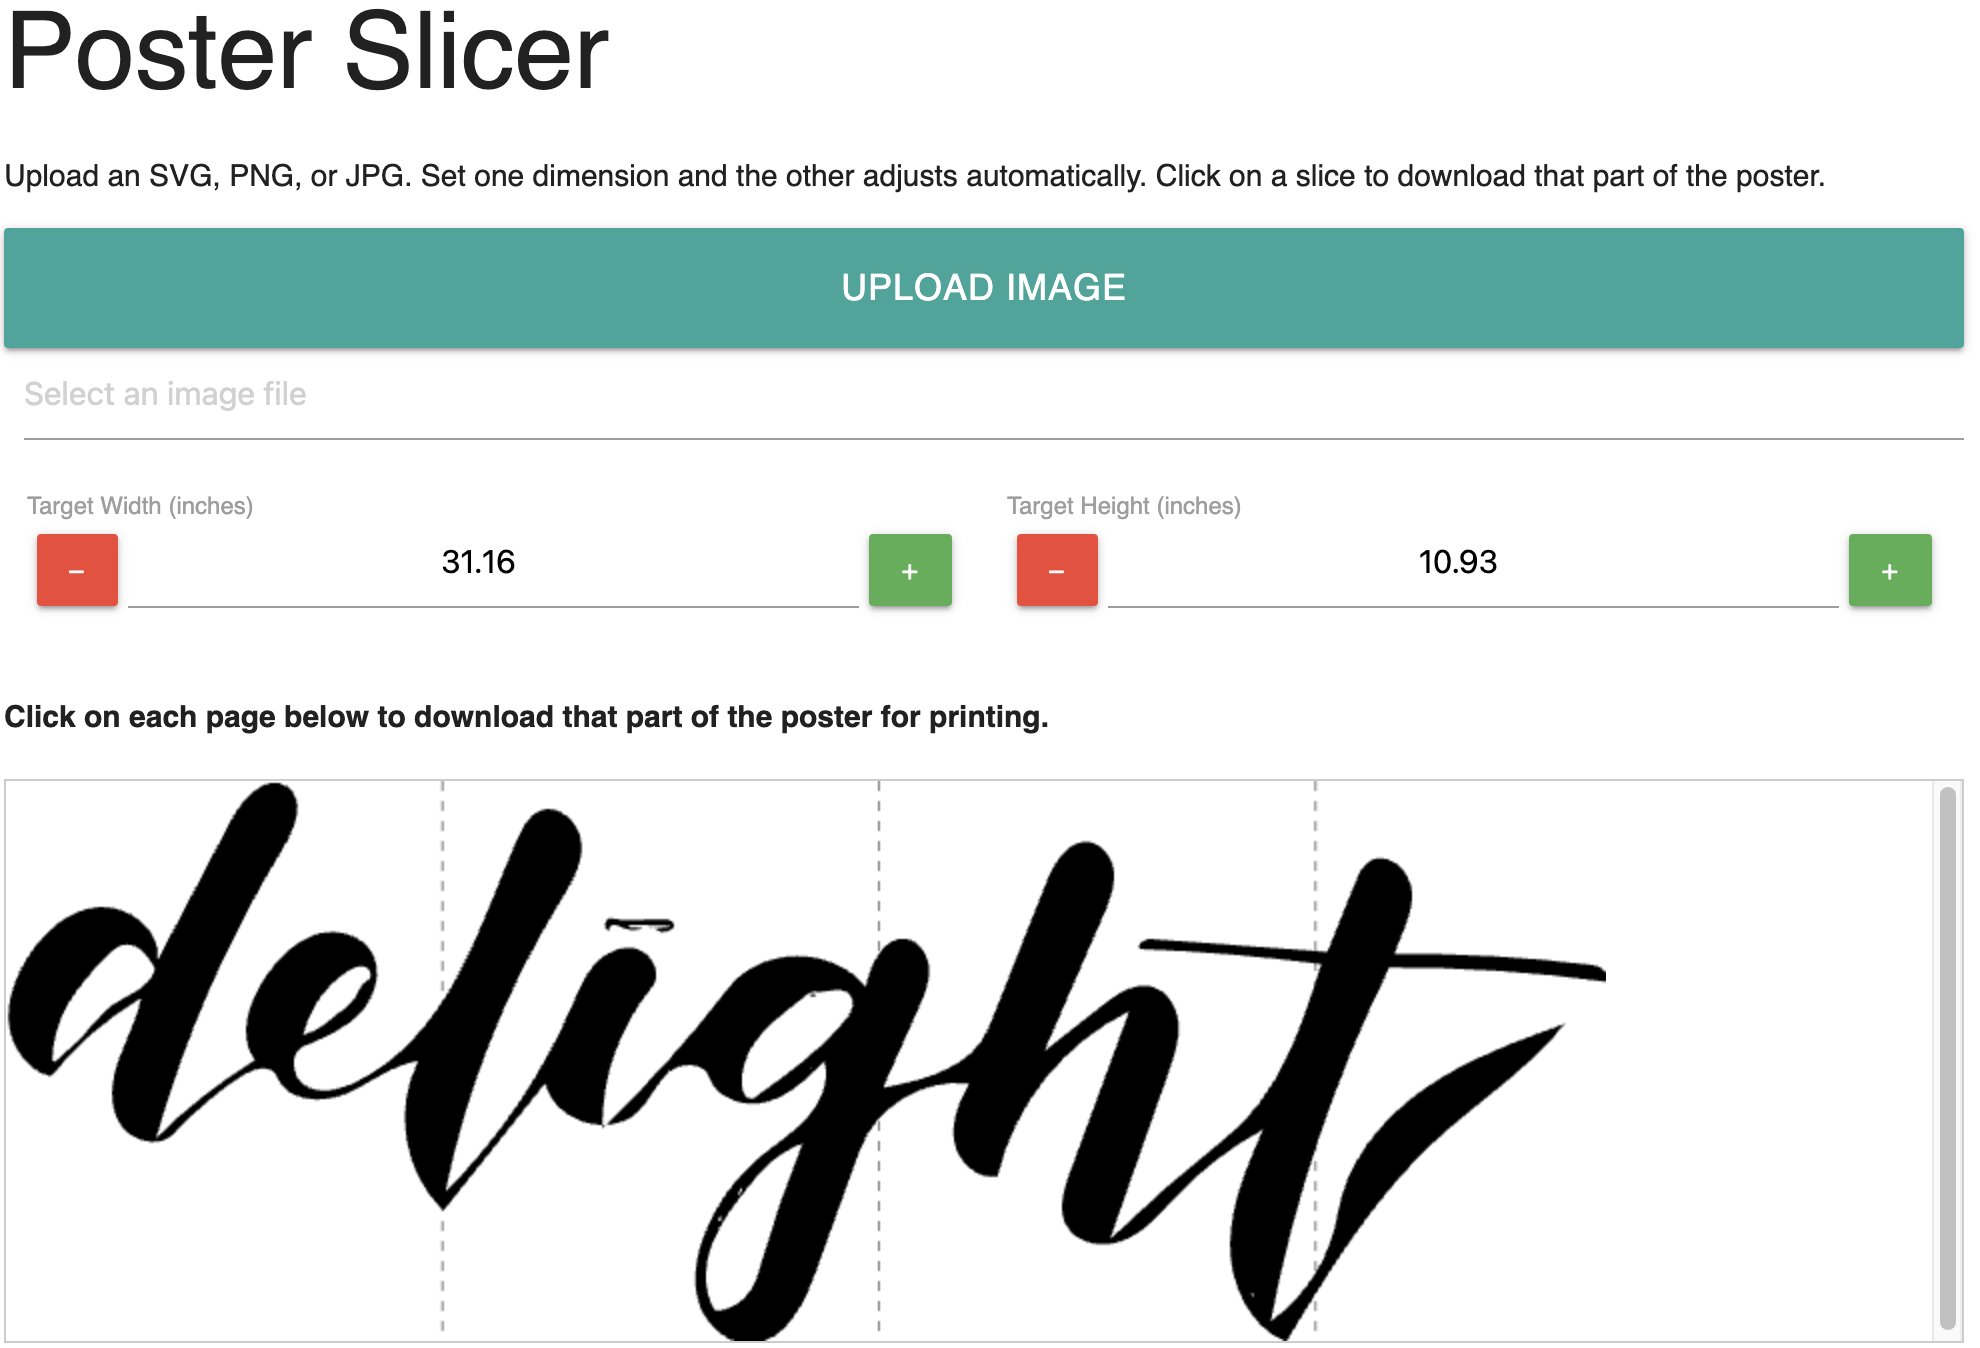 Poster Slicer
Upload an SVG, PNG, or JPG. Set one dimension and the other adjusts automatically. Click on a slice to download that part of the poster.
UPLOAD IMAGE
Select an image file
Target Width (inches)
Target Height (inches)
– 31.16 + – 10.93 +
Click on each page below to download that part of the poster for printing.
delight